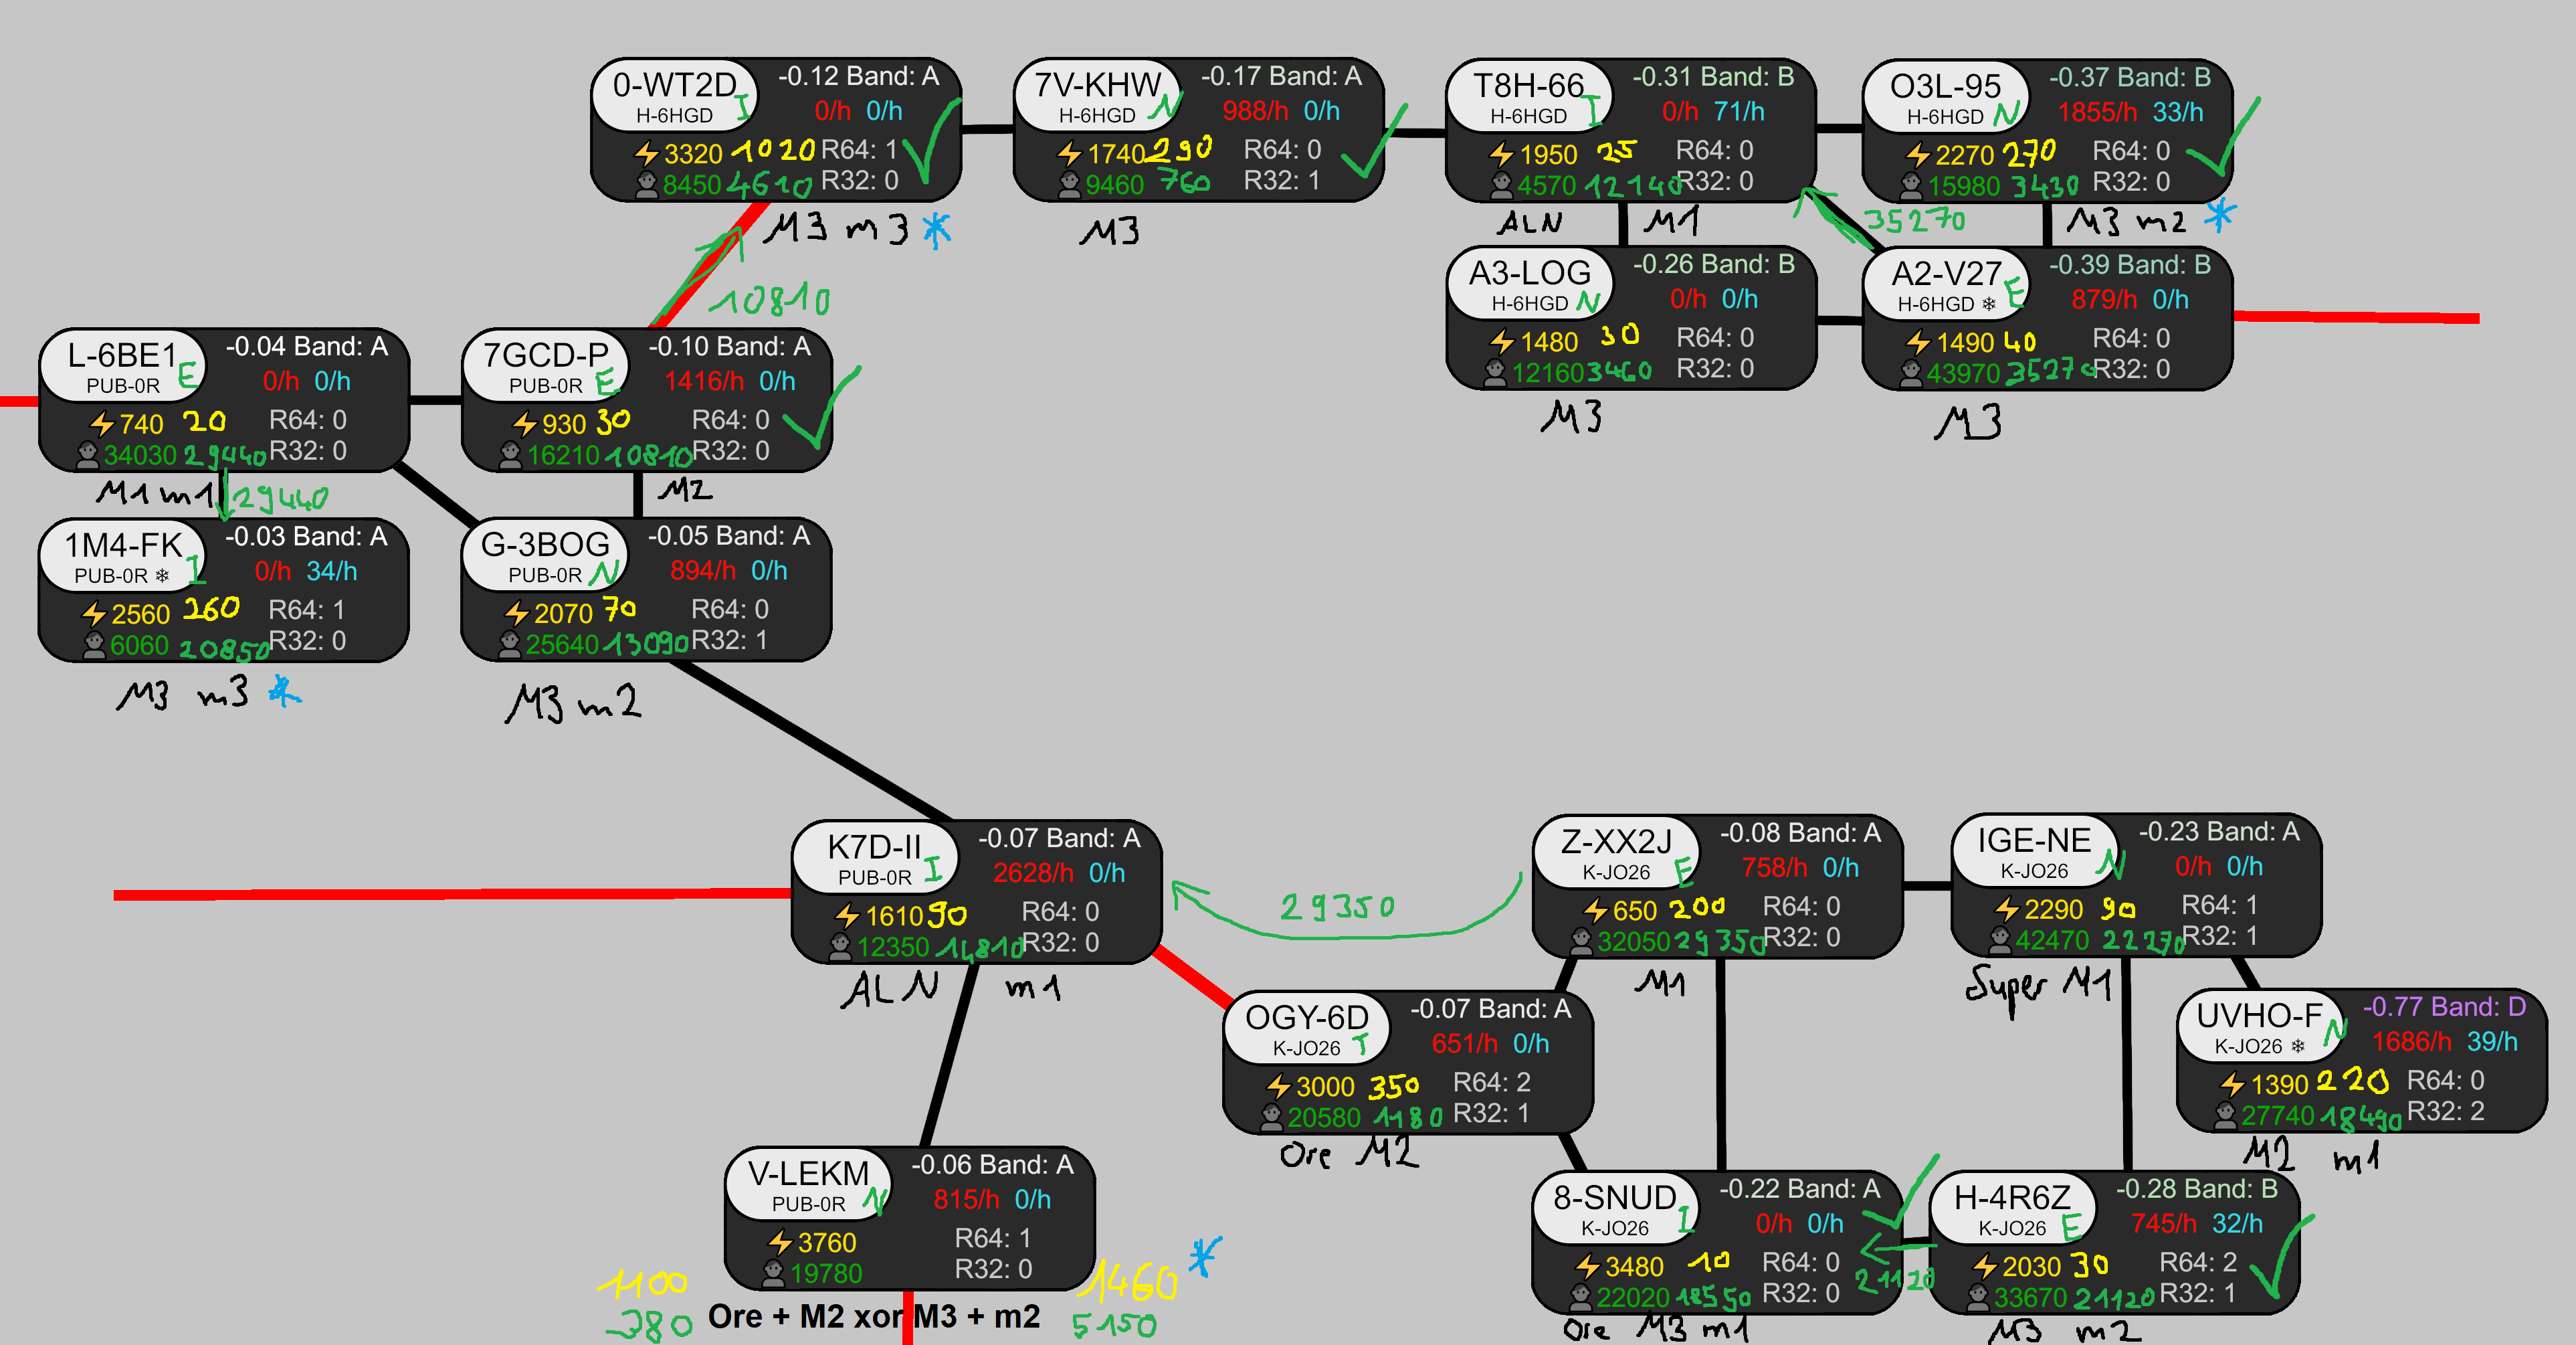 0-WT2D I
H-6HGD
-0.12 Band: A
0/h 0/h
3320 1020 R64: 1
8450 4610 R32: 0
M3 m3 *
7V-KHW N
H-6HGD
-0.17 Band: A
988/h 0/h
1740 290 R64: 0
9460 760 R32: 1
M3
T8H-66 I
H-6HGD
-0.31 Band: B
0/h 71/h
1950 25 R64: 0
4570 12140 R32: 0
ALN M1
O3L-95 N
H-6HGD
-0.37 Band: B
1855/h 33/h
2270 270 R64: 0
15980 3430 R32: 0
M3 m2 *
35270
A3-LOG N
H-6HGD
-0.26 Band: B
0/h 0/h
1480 30 R64: 0
12160 3460 R32: 0
M3
A2-V27 E
H-6HGD ❄
-0.39 Band: B
879/h 0/h
1490 40 R64: 0
43970 35270 R32: 0
M3
10810
L-6BE1 E
PUB-0R
-0.04 Band: A
0/h 0/h
740 20 R64: 0
34030 29440 R32: 0
M1 m1 29440
7GCD-P E
PUB-0R
-0.10 Band: A
1416/h 0/h
930 30 R64: 0
16210 10810 R32: 0
M2
1M4-FK I
PUB-0R ❄
-0.03 Band: A
0/h 34/h
2560 260 R64: 1
6060 20850 R32: 0
M3 m3 *
G-3BOG N
PUB-0R
-0.05 Band: A
894/h 0/h
2070 70 R64: 0
25640 13090 R32: 1
M3 m2
K7D-II I
PUB-0R
-0.07 Band: A
2628/h 0/h
1610 90 R64: 0
12350 14810 R32: 0
ALN m1
29350
Z-XX2J E
K-JO26
-0.08 Band: A
758/h 0/h
650 200 R64: 0
32050 29350 R32: 0
M1
IGE-NE N
K-JO26
-0.23 Band: A
0/h 0/h
2290 90 R64: 1
42470 22270 R32: 1
Super M1
OGY-6D T
K-JO26
-0.07 Band: A
651/h 0/h
3000 350 R64: 2
20580 1180 R32: 1
Ore M2
UVHO-F N
K-JO26 ❄
-0.77 Band: D
1686/h 39/h
1390 220 R64: 0
27740 18490 R32: 2
M2 m1
V-LEKM N
PUB-0R
-0.06 Band: A
815/h 0/h
3760 R64: 1
19780 R32: 0
1100 1460 *
-380 Ore + M2 xor M3 + m2 5150
8-SNUD I
K-JO26
-0.22 Band: A
0/h 0/h
3480 10 R64: 0
22020 18550 R32: 0
Ore M3 m1
21120
H-4R6Z E
K-JO26
-0.28 Band: B
745/h 32/h
2030 30 R64: 2
33670 21120 R32: 1
M3 m2